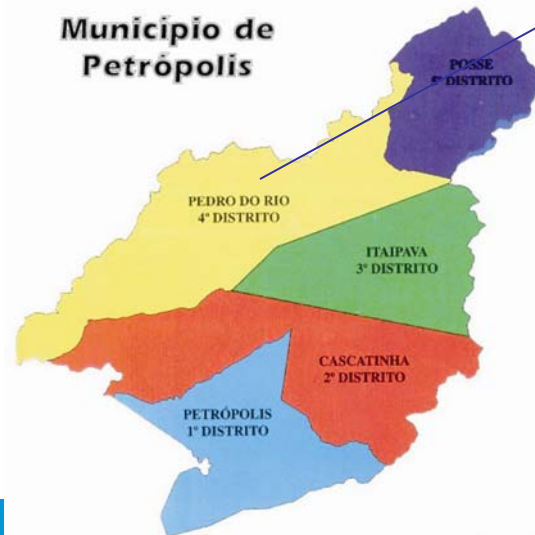 Município de
Petrópolis
POSSE
5º DISTRITO
PEDRO DO RIO
4º DISTRITO
ITAIPAVA
3º DISTRITO
CASCATINHA
2º DISTRITO
PETRÓPOLIS
1º DISTRITO